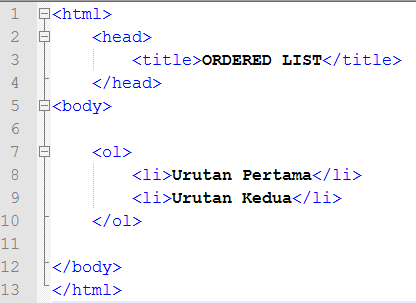 1 <html>
2 <head>
3 <title>ORDERED LIST</title>
4 </head>
5 <body>
6
7 <ol>
8 <li>Urutan Pertama</li>
9 <li>Urutan Kedua</li>
10 </ol>
11
12 </body>
13 </html>